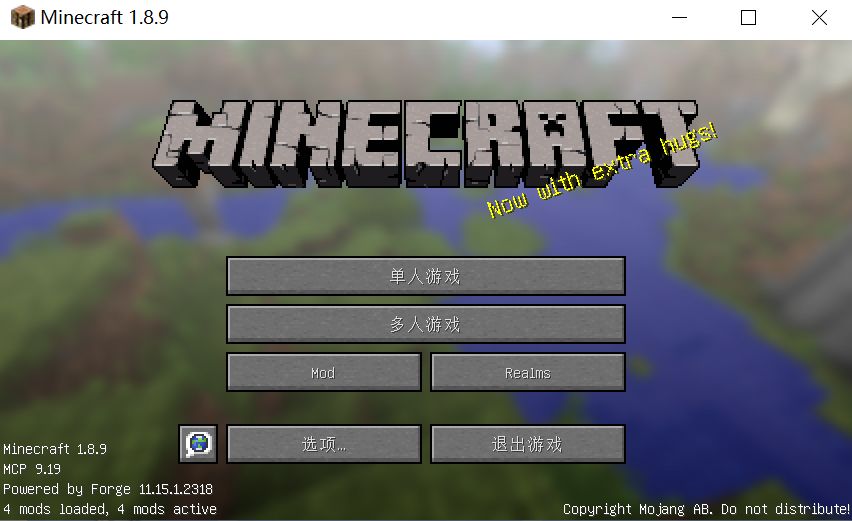 Minecraft 1.8.9
MINECRAFT
Now with extra hugs!
单人游戏
多人游戏
Mod
Realms
选项...
退出游戏
Minecraft 1.8.9
MCP 9.19
Powered by Forge 11.15.1.2318
4 mods loaded, 4 mods active
Copyright Mojang AB. Do not distribute!